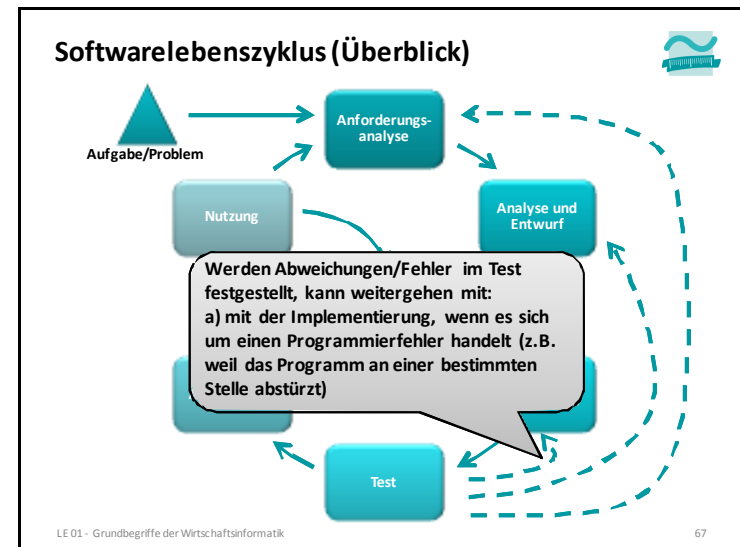 Softwarelebenszyklus (Überblick)
Anforderungs-
analyse
Aufgabe/Problem
Nutzung
Analyse und
Entwurf
Werden Abweichungen/Fehler im Test
festgestellt, kann weitergehen mit:
a) mit der Implementierung, wenn es sich
um einen Programmierfehler handelt (z.B.
weil das Programm an einer bestimmten
Stelle abstürzt)
Test
LE 01 - Grundbegriffe der Wirtschaftsinformatik
67